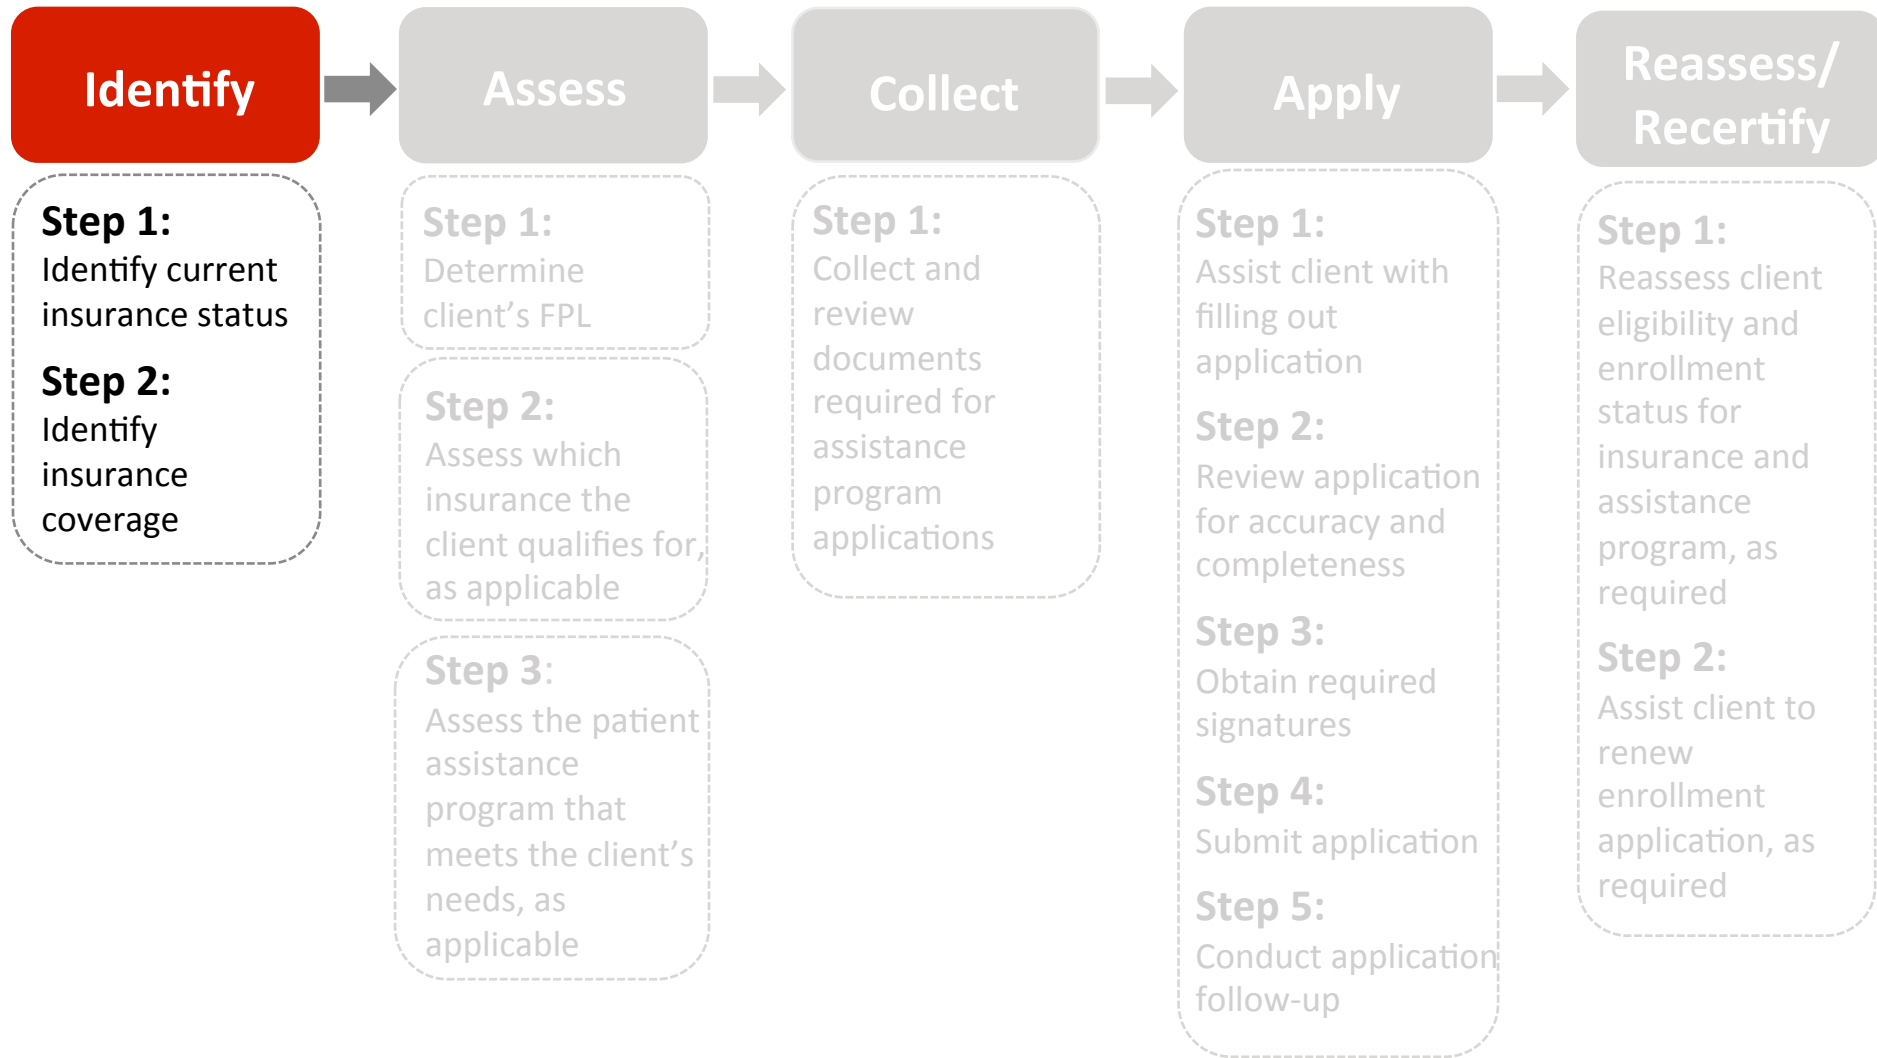 Identify
Step 1:
Identify current
insurance status
Step 2:
Identify
insurance
coverage
Assess
Step 1:
Determine
client’s FPL
Step 2:
Assess which
insurance the
client qualifies for,
as applicable
Step 3:
Assess the patient
assistance
program that
meets the client’s
needs, as
applicable
Collect
Step 1:
Collect and
review
documents
required for
assistance
program
applications
Apply
Step 1:
Assist client with
filling out
application
Step 2:
Review application
for accuracy and
completeness
Step 3:
Obtain required
signatures
Step 4:
Submit application
Step 5:
Conduct application
follow-up
Reassess/
Recertify
Step 1:
Reassess client
eligibility and
enrollment
status for
insurance and
assistance
program, as
required
Step 2:
Assist client to
renew
enrollment
application, as
required